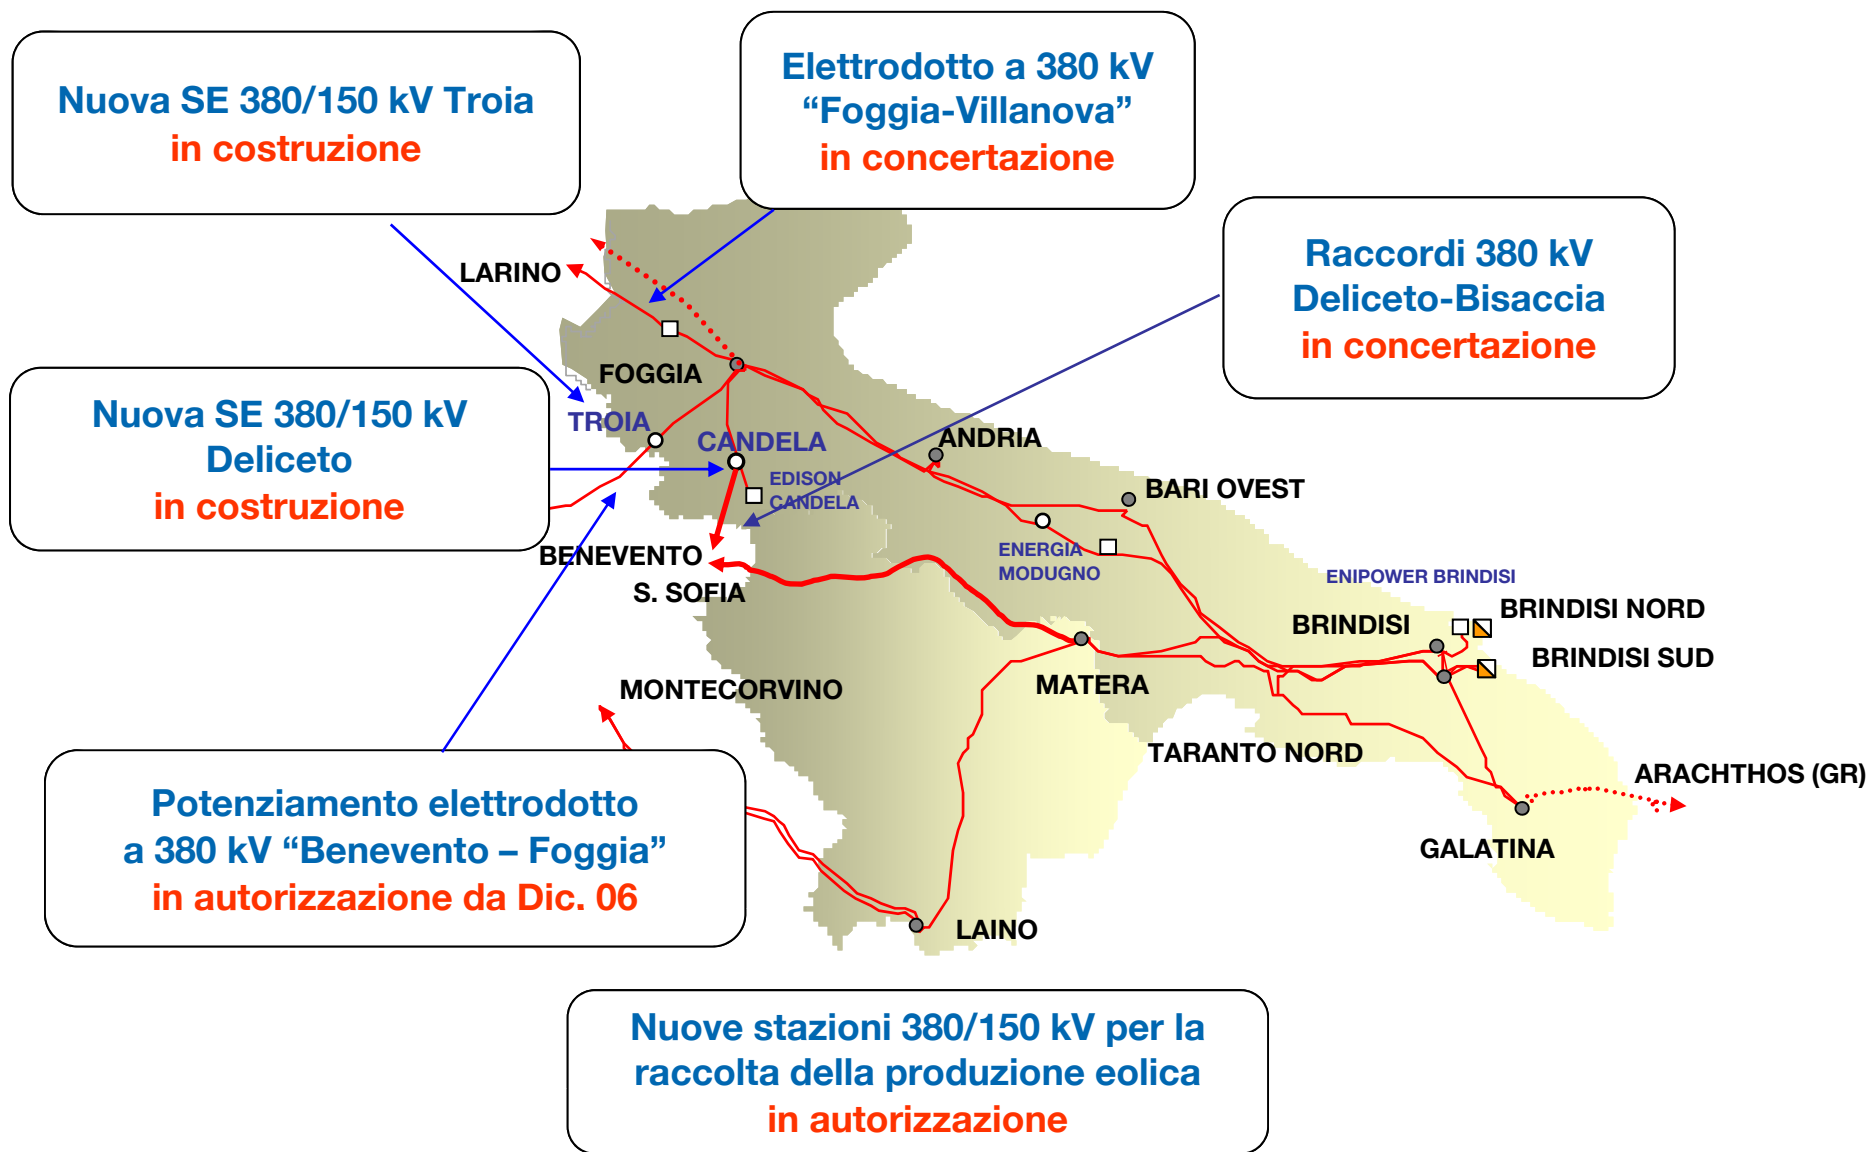 Nuova SE 380/150 kV Troia
in costruzione
Elettrodotto a 380 kV
“Foggia-Villanova”
in concertazione
Raccordi 380 kV
Deliceto-Bisaccia
in concertazione
LARINO
FOGGIA
Nuova SE 380/150 kV
Deliceto
in costruzione
TROIA
CANDELA
ANDRIA
EDISON
CANDELA
BARI OVEST
BENEVENTO
S. SOFIA
ENERGIA
MODUGNO
ENIPOWER BRINDISI
BRINDISI NORD
BRINDISI
BRINDISI SUD
MONTECORVINO
MATERA
TARANTO NORD
ARACHTHOS (GR)
GALATINA
Potenziamento elettrodotto
a 380 kV “Benevento – Foggia”
in autorizzazione da Dic. 06
LAINO
Nuove stazioni 380/150 kV per la
raccolta della produzione eolica
in autorizzazione